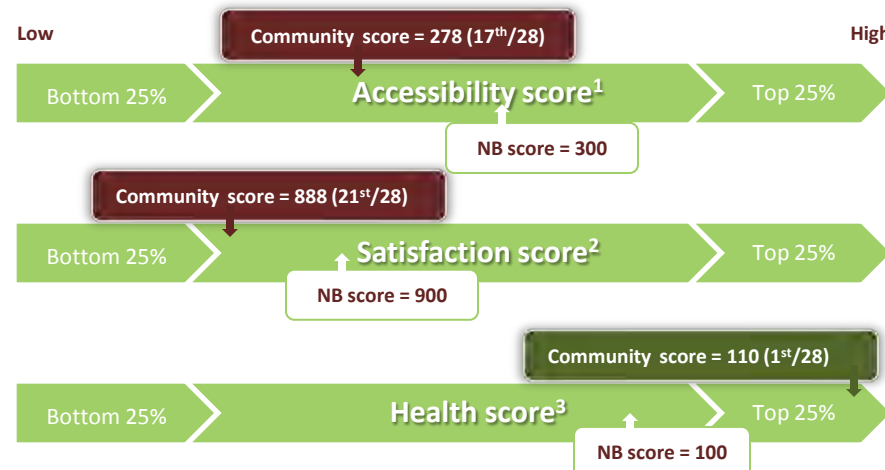 Low
Community score = 278 (17th/28)
High
Bottom 25%
Accessibility score1
Top 25%
NB score = 300
Community score = 888 (21st/28)
Bottom 25%
Satisfaction score2
Top 25%
NB score = 900
Community score = 110 (1st/28)
Bottom 25%
Health score3
Top 25%
NB score = 100